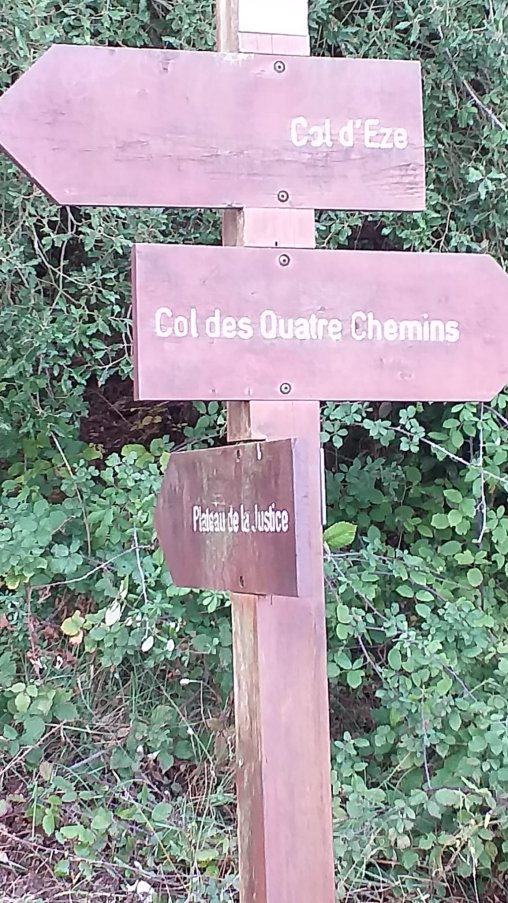 Col d'Eze
Col des Quatre Chemins
Plateau de la Justice